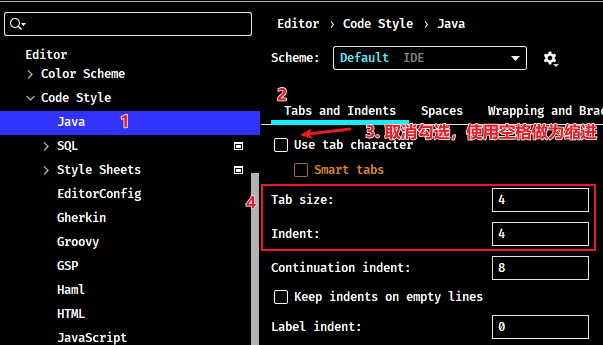 Editor
Color Scheme
Code Style
Java
1
SQL
Style Sheets
EditorConfig
Gherkin
Groovy
GSP
Haml
HTML
JavaScript
Editor › Code Style › Java
Scheme: Default IDE
2
Tabs and Indents Spaces Wrapping and Brac
3. 取消勾选，使用空格做为缩进
Use tab character
Smart tabs
4
Tab size: 4
Indent: 4
Continuation indent: 8
Keep indents on empty lines
Label indent: 0